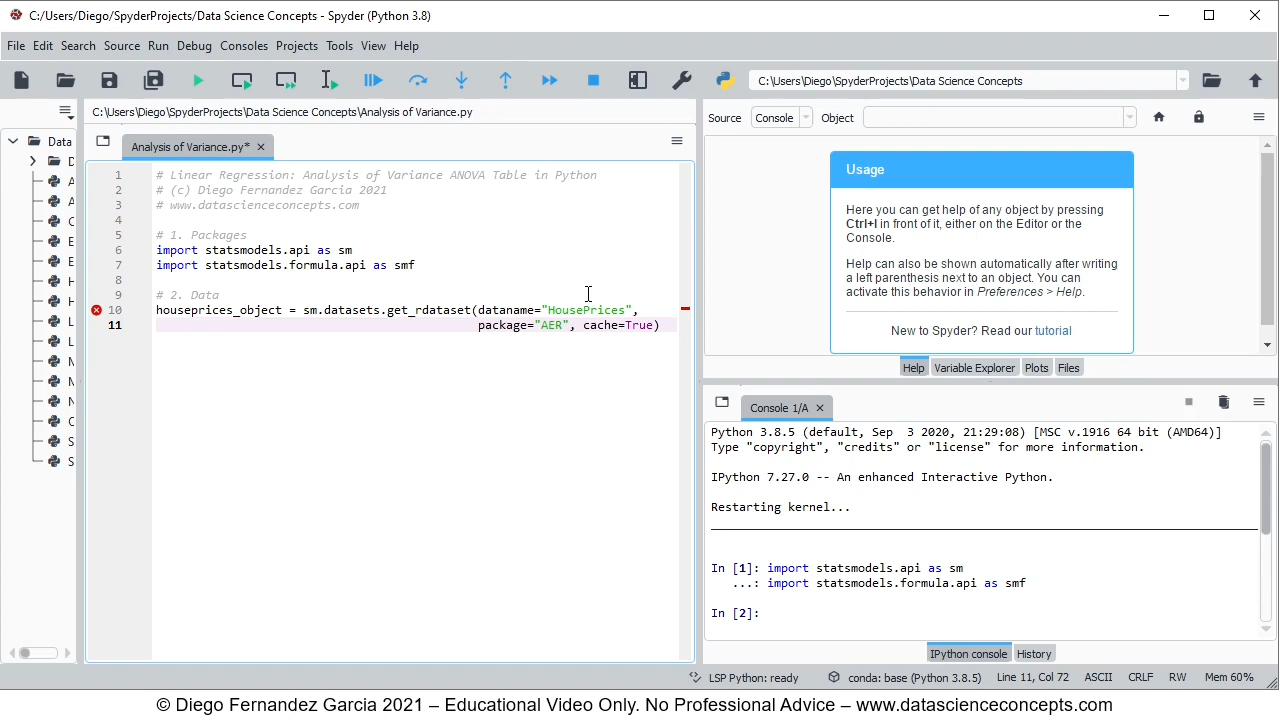 C:/Users/Diego/SpyderProjects/Data Science Concepts - Spyder (Python 3.8)
File Edit Search Source Run Debug Consoles Projects Tools View Help
C:\Users\Diego\SpyderProjects\Data Science Concepts
C:\Users\Diego\SpyderProjects\Data Science Concepts\Analysis of Variance.py
Data
D
A
A
C
E
E
H
H
L
L
M
M
N
C
S
S
Analysis of Variance.py*
1 # Linear Regression: Analysis of Variance ANOVA Table in Python
2 # (c) Diego Fernandez Garcia 2021
3 # www.datascienceconcepts.com
4
5 # 1. Packages
6 import statsmodels.api as sm
7 import statsmodels.formula.api as smf
8
9 # 2. Data
10 houseprices_object = sm.datasets.get_rdataset(dataname="HousePrices",
11 package="AER", cache=True)
Source Console Object
Usage
Here you can get help of any object by pressing
Ctrl+I in front of it, either on the Editor or the
Console.
Help can also be shown automatically after writing
a left parenthesis next to an object. You can
activate this behavior in Preferences > Help.
New to Spyder? Read our tutorial
Help Variable Explorer Plots Files
Console 1/A
Python 3.8.5 (default, Sep  3 2020, 21:29:08) [MSC v.1916 64 bit (AMD64)]
Type "copyright", "credits" or "license" for more information.
IPython 7.27.0 -- An enhanced Interactive Python.
Restarting kernel...
In [1]: import statsmodels.api as sm
...: import statsmodels.formula.api as smf
In [2]:
IPython console History
LSP Python: ready conda: base (Python 3.8.5) Line 11, Col 72 ASCII CRLF RW Mem 60%
© Diego Fernandez Garcia 2021 – Educational Video Only. No Professional Advice – www.datascienceconcepts.com